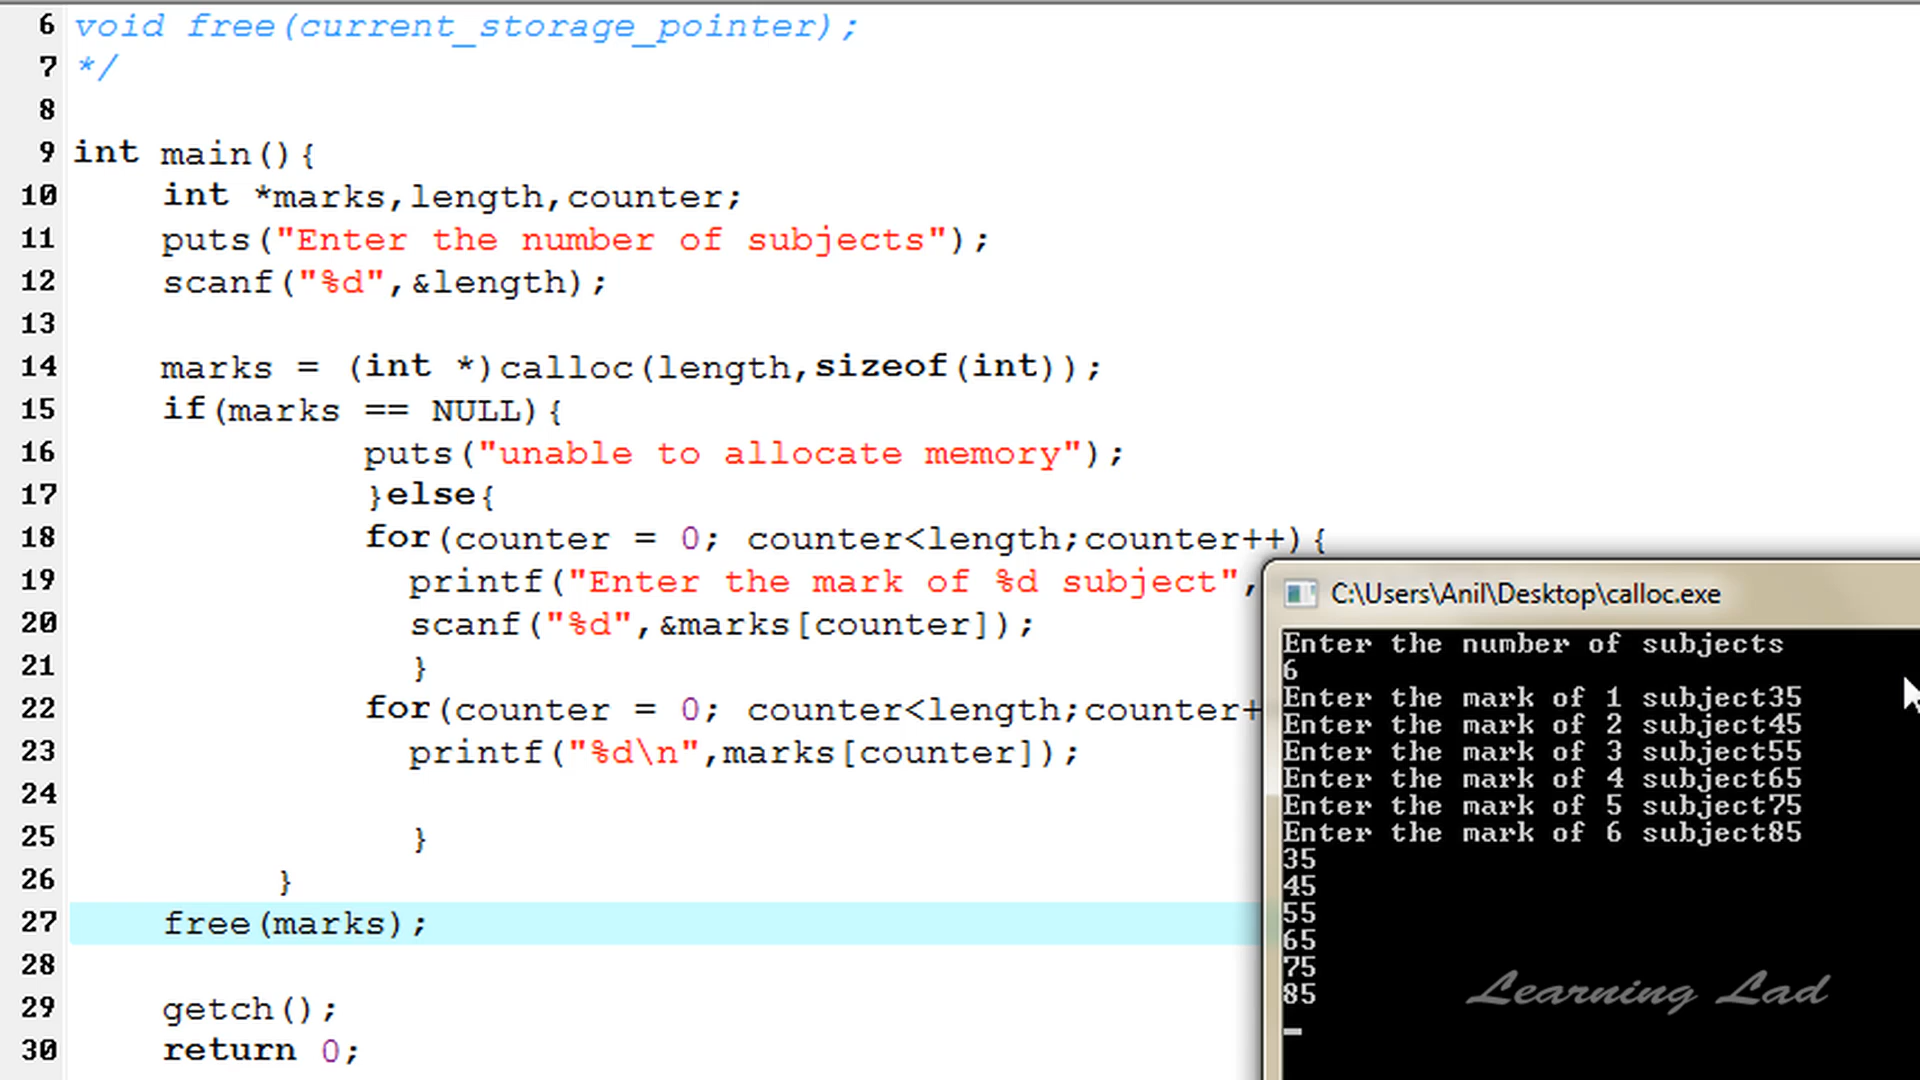 6 void free(current_storage_pointer);
7 */
8
9 int main(){
10 int *marks,length,counter;
11 puts("Enter the number of subjects");
12 scanf("%d",&length);
13
14 marks = (int *)calloc(length,sizeof(int));
15 if(marks == NULL){
16 puts("unable to allocate memory");
17 }else{
18 for(counter = 0; counter<length;counter++){
19 printf("Enter the mark of %d subject",
20 scanf("%d",&marks[counter]);
21 }
22 for(counter = 0; counter<length;counter+
23 printf("%d\n",marks[counter]);
24
25 }
26 }
27 free(marks);
28
29 getch();
30 return 0;
C:\Users\Anil\Desktop\calloc.exe
Enter the number of subjects
6
Enter the mark of 1 subject35
Enter the mark of 2 subject45
Enter the mark of 3 subject55
Enter the mark of 4 subject65
Enter the mark of 5 subject75
Enter the mark of 6 subject85
35
45
55
65
75
85
Learning Lad